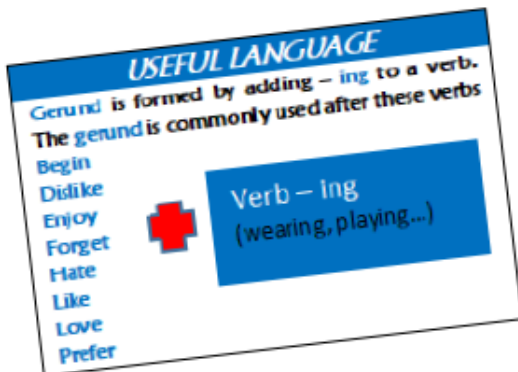 USEFUL LANGUAGE
Gerund is formed by adding – ing to a verb.
The gerund is commonly used after these verbs
Begin
Dislike
Enjoy
Forget
Hate
Like
Love
Prefer
Verb – ing
(wearing, playing...)